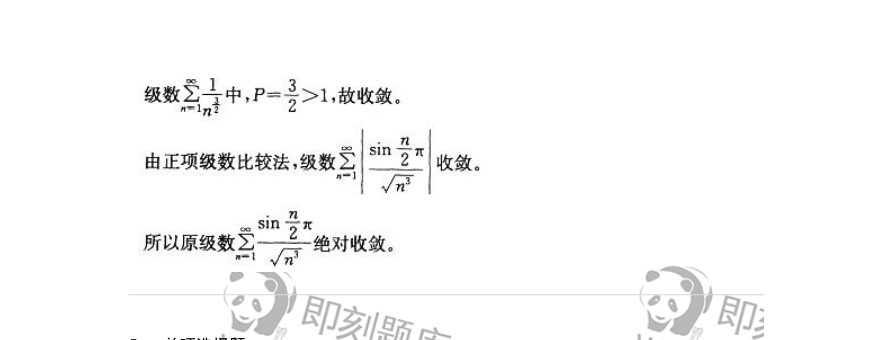 级数∑_{n=1}^{∞} 1/n^{3/2} 中,P=3/2>1,故收敛。
由正项级数比较法,级数∑_{n=1}^{∞} |sin(n/2)π / √n³| 收敛。
所以原级数∑_{n=1}^{∞} sin(n/2)π / √n³ 绝对收敛。
即刻题库 即